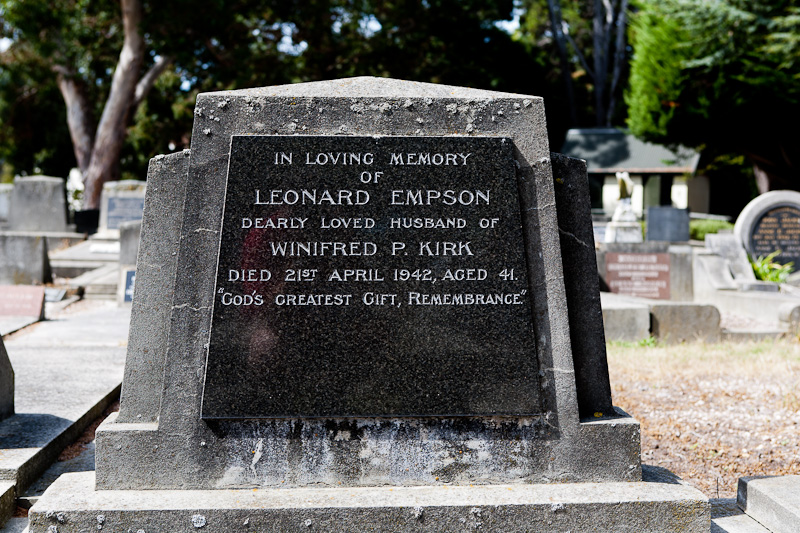 IN LOVING MEMORY
OF
LEONARD EMPSON
DEARLY LOVED HUSBAND OF
WINIFRED P. KIRK
DIED 21ST APRIL 1942, AGED 41.
"GOD'S GREATEST GIFT, REMEMBRANCE."